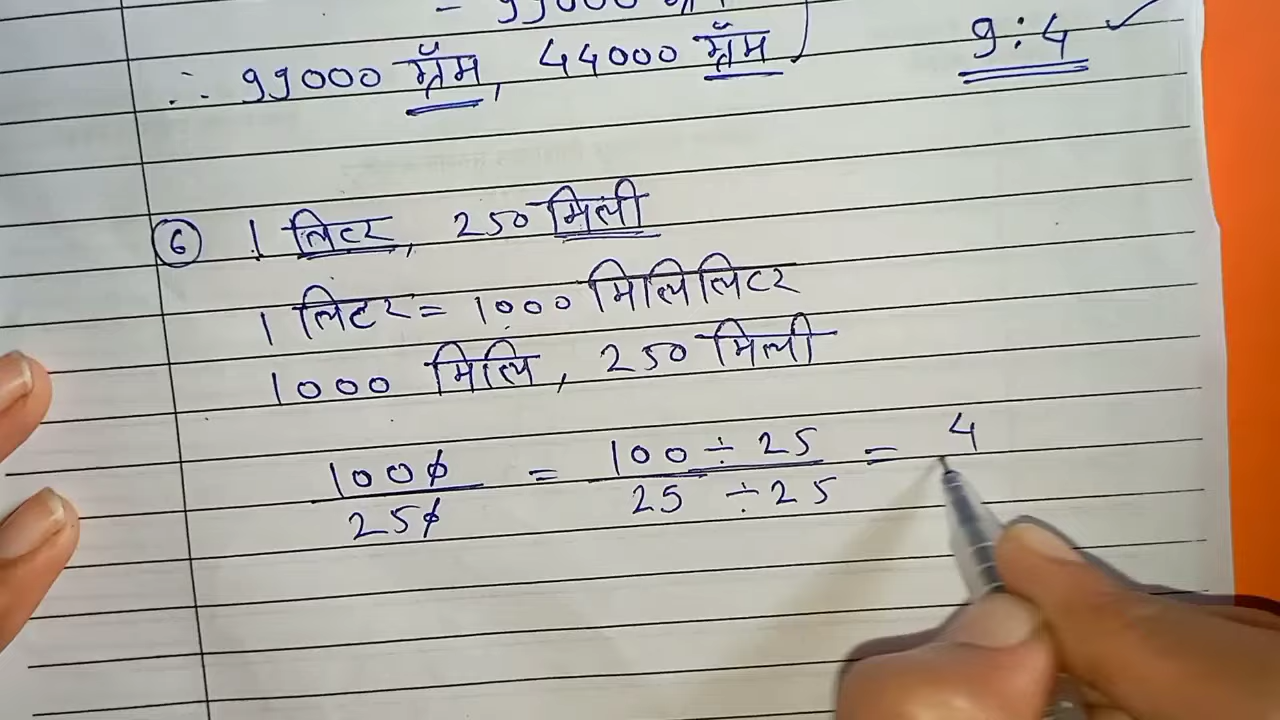 ∴ 99000 ग्रॅम, 44000 ग्रॅम
9:4 ✓
6 1 लिटर, 250 मिली
1 लिटर = 1000 मिलिलिटर
1000 मिलि, 250 मिली
1000/250 = 100÷25/25÷25 = 4